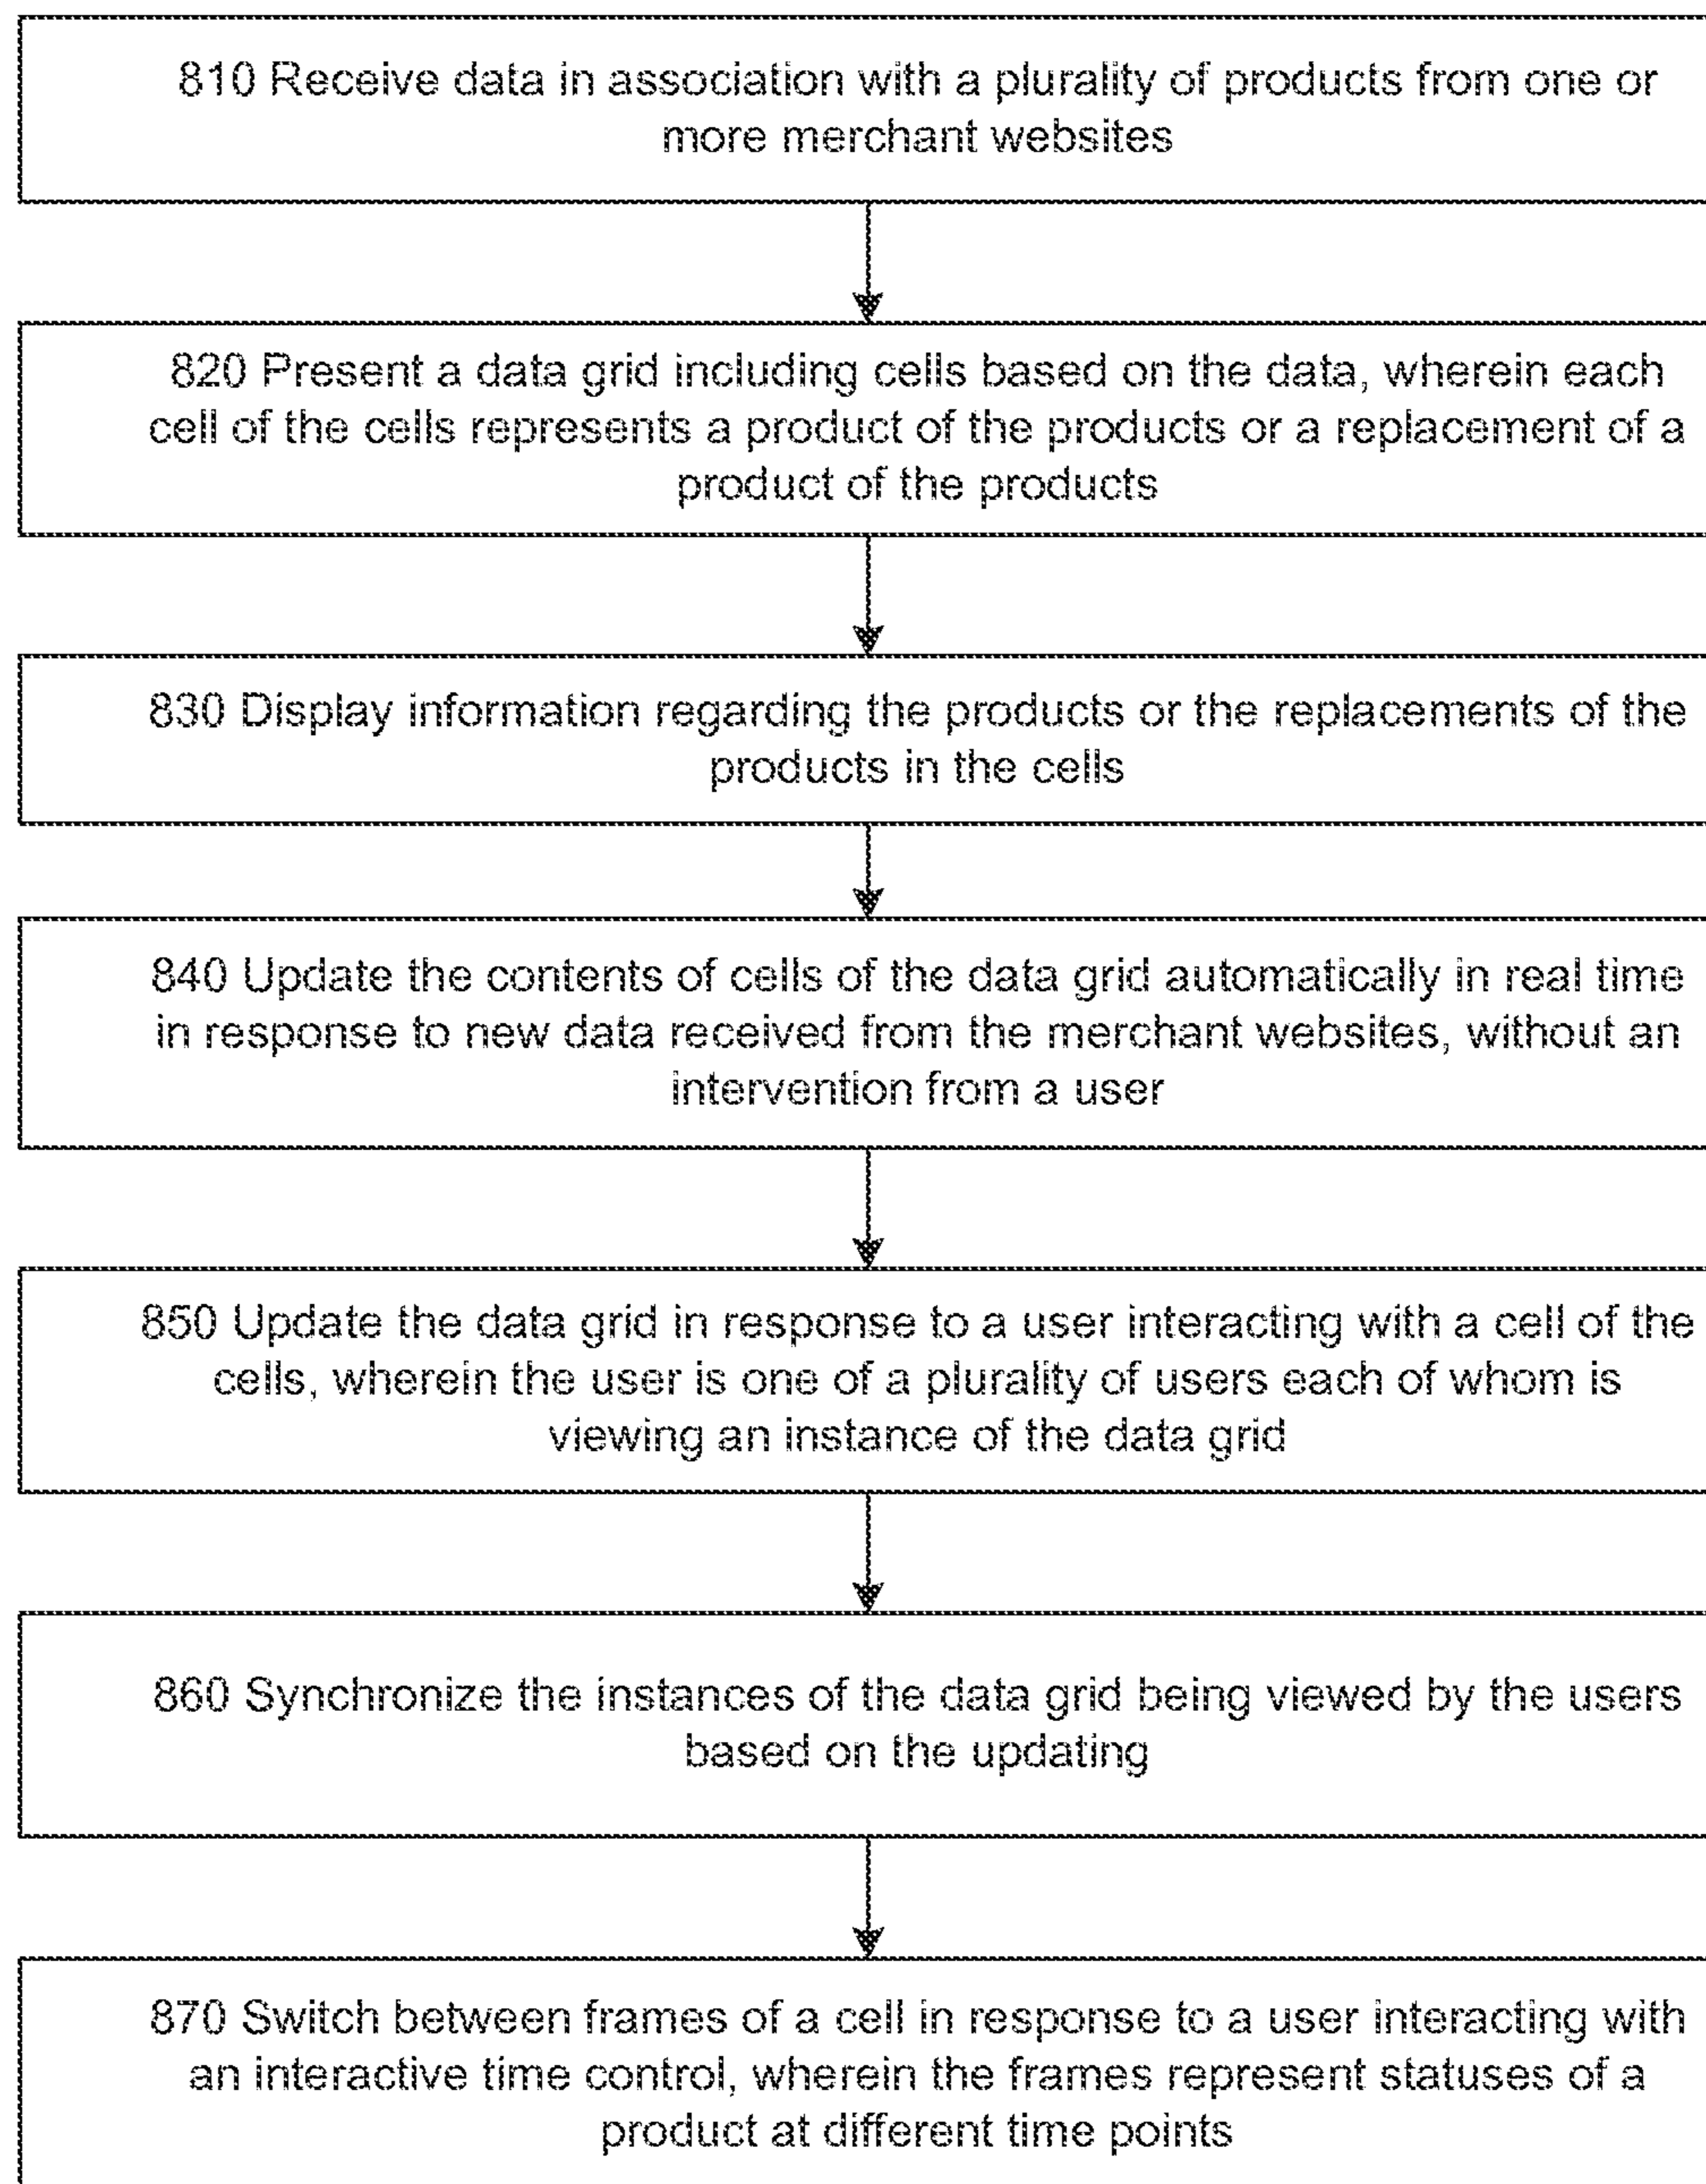 810 Receive data in association with a plurality of products from one or
more merchant websites
820 Present a data grid including cells based on the data, wherein each
cell of the cells represents a product of the products or a replacement of a
product of the products
830 Display information regarding the products or the replacements of the
products in the cells
840 Update the contents of cells of the data grid automatically in real time
in response to new data received from the merchant websites, without an
intervention from a user
850 Update the data grid in response to a user interacting with a cell of the
cells, wherein the user is one of a plurality of users each of whom is
viewing an instance of the data grid
860 Synchronize the instances of the data grid being viewed by the users
based on the updating
870 Switch between frames of a cell in response to a user interacting with
an interactive time control, wherein the frames represent statuses of a
product at different time points